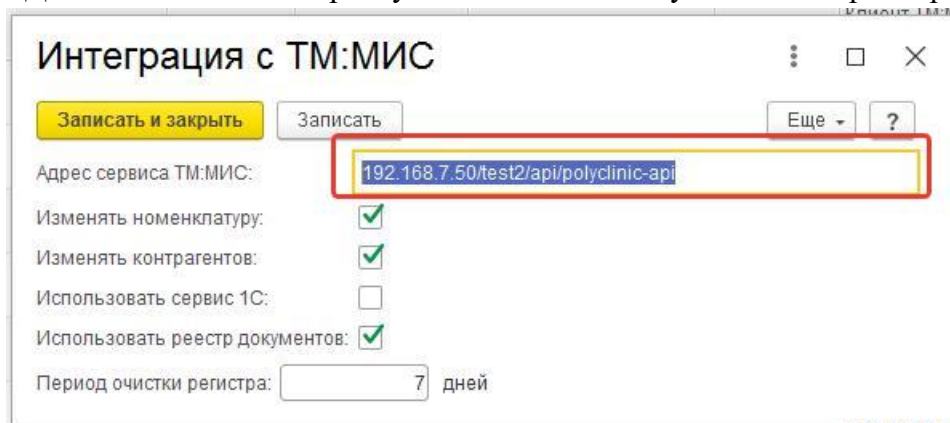 Интеграция с ТМ:МИС
Записать и закрыть Записать Еще ?
Адрес сервиса ТМ:МИС: 192.168.7.50/test2/api/polyclinic-api
Изменять номенклатуру:
Изменять контрагентов:
Использовать сервис 1С:
Использовать реестр документов:
Период очистки регистра: 7 дней